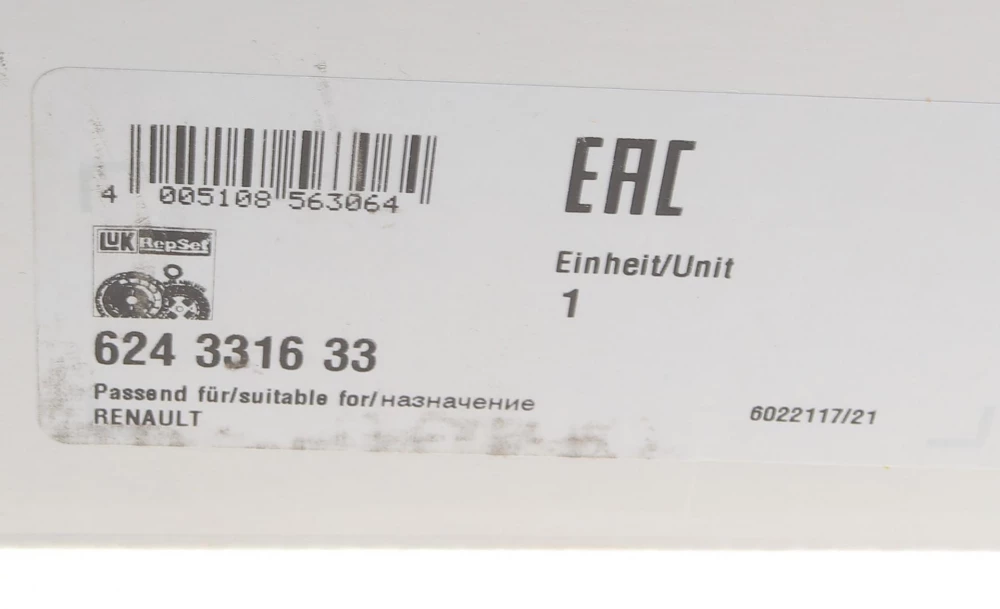 4 005108 563064
EAC
LuK RepSet
Einheit/Unit
1
624 3316 33
Passend für/suitable for/назначение
RENAULT
6022117/21